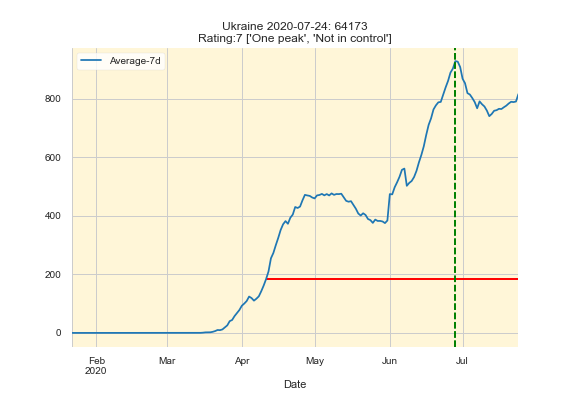 Ukraine 2020-07-24: 64173
Rating:7 ['One peak', 'Not in control']
Average-7d
800
600
400
200
0
Feb
2020
Mar
Apr
May
Jun
Jul
Date